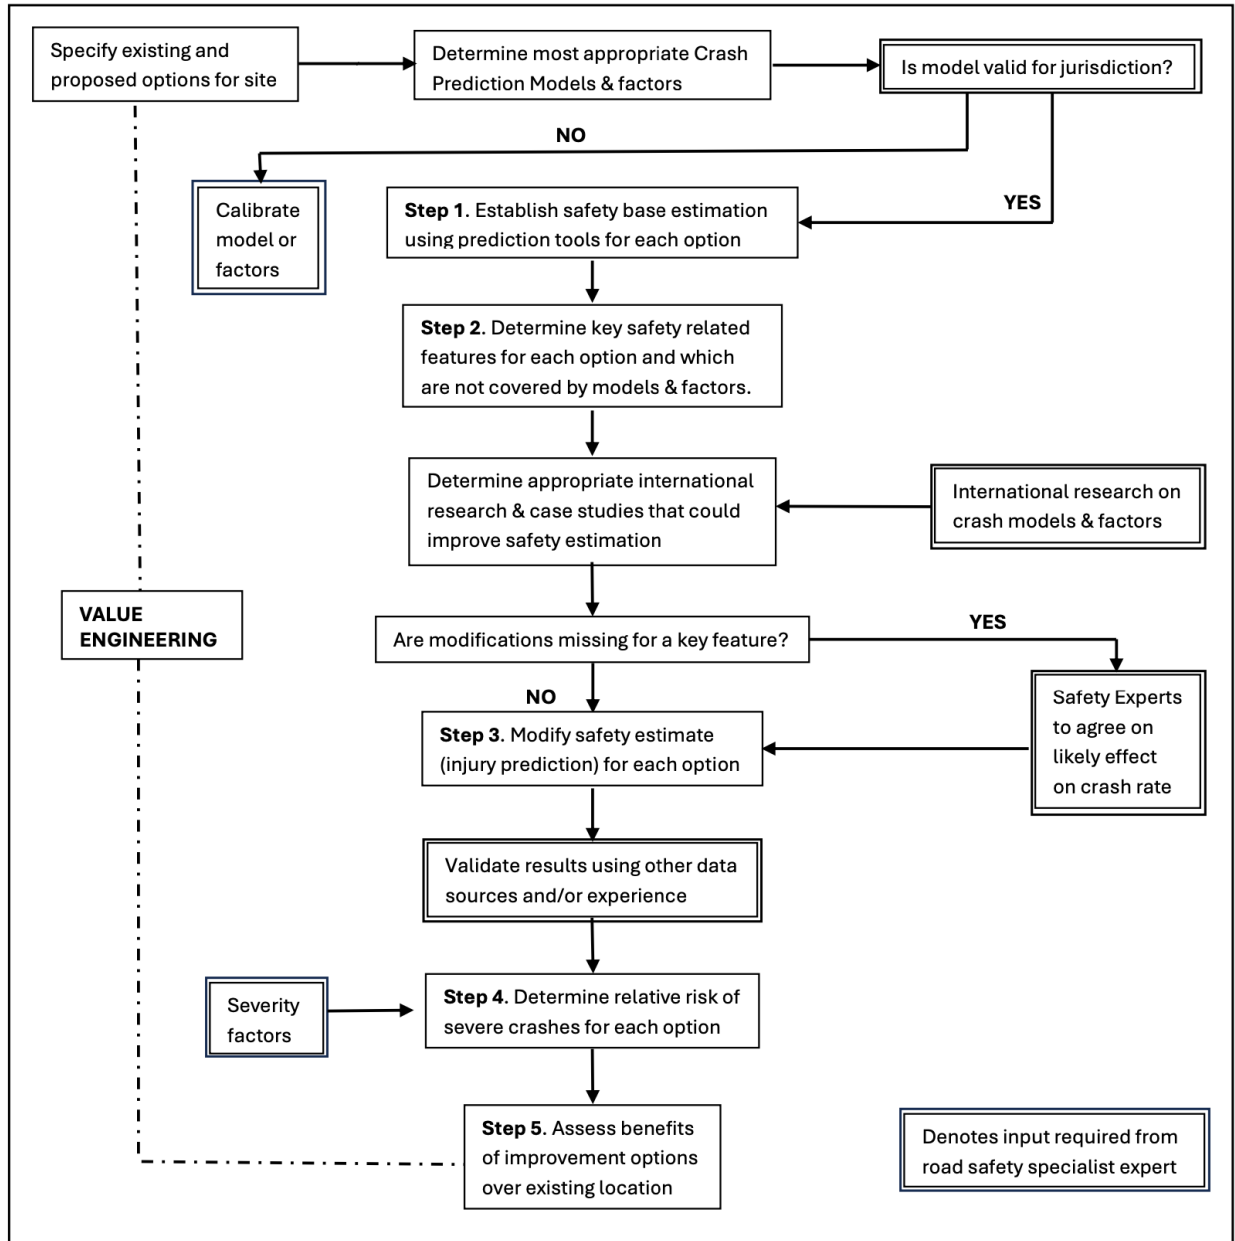 Specify existing and
proposed options for site
Determine most appropriate Crash
Prediction Models & factors
Is model valid for jurisdiction?
NO
YES
Calibrate
model or
factors
Step 1. Establish safety base estimation
using prediction tools for each option
Step 2. Determine key safety related
features for each option and which
are not covered by models & factors.
Determine appropriate international
research & case studies that could
improve safety estimation
International research on
crash models & factors
VALUE
ENGINEERING
Are modifications missing for a key feature?
YES
NO
Safety Experts
to agree on
likely effect
on crash rate
Step 3. Modify safety estimate
(injury prediction) for each option
Validate results using other data
sources and/or experience
Severity
factors
Step 4. Determine relative risk of
severe crashes for each option
Step 5. Assess benefits
of improvement options
over existing location
Denotes input required from
road safety specialist expert